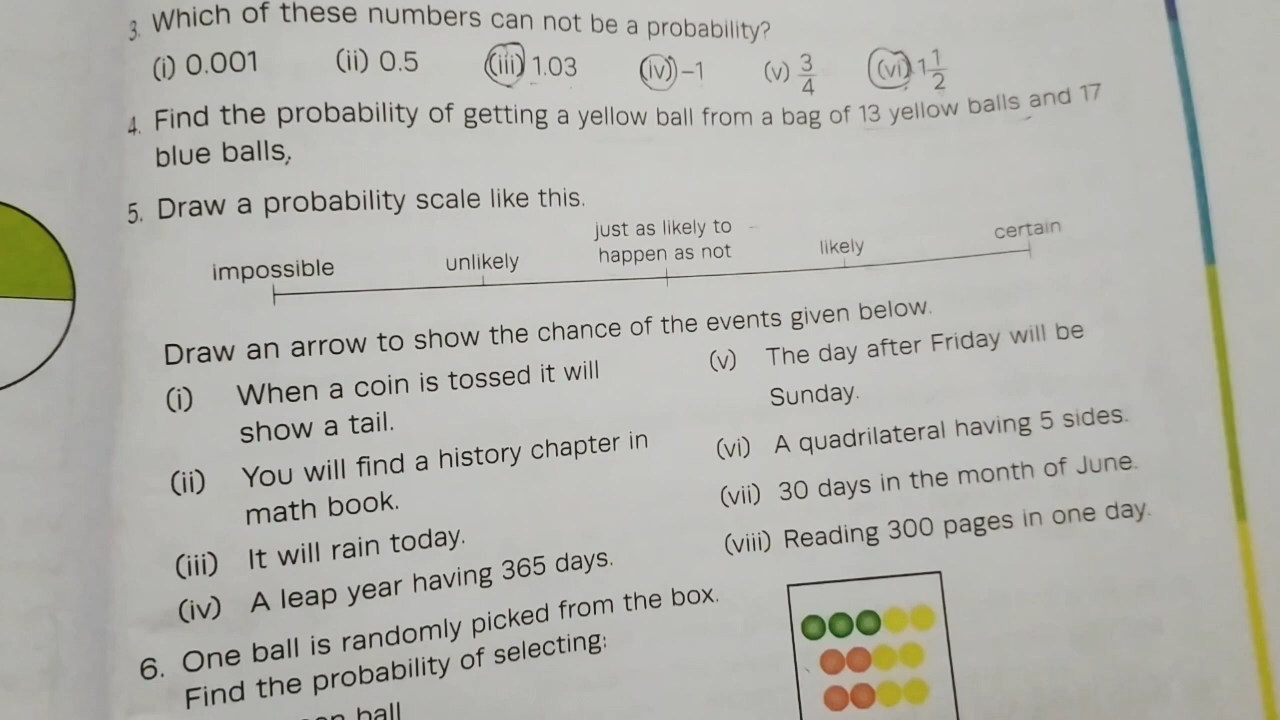 3. Which of these numbers can not be a probability?
(i) 0.001 (ii) 0.5 (iii) 1.03 (iv) −1 (v) 3/4 (vi) 1 1/2
4. Find the probability of getting a yellow ball from a bag of 13 yellow balls and 17
blue balls,
5. Draw a probability scale like this.
impossible unlikely just as likely to happen as not likely certain
Draw an arrow to show the chance of the events given below.
(i) When a coin is tossed it will
show a tail.
(ii) You will find a history chapter in
math book.
(iii) It will rain today.
(iv) A leap year having 365 days.
(v) The day after Friday will be
Sunday.
(vi) A quadrilateral having 5 sides.
(vii) 30 days in the month of June.
(viii) Reading 300 pages in one day.
6. One ball is randomly picked from the box.
Find the probability of selecting:
ball